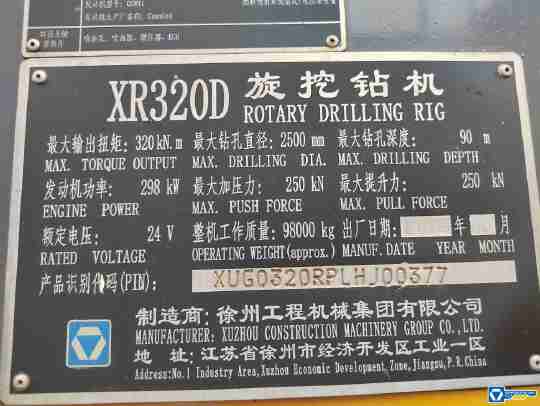 发动机型号: QSM11
XR320D 旋挖钻机
ROTARY DRILLING RIG
最大输出扭矩: 320 kN.m 最大钻孔直径: 2500 mm 最大钻孔深度: 90 m
MAX. TORQUE OUTPUT MAX. DRILLING DIA. MAX. DRILLING DEPTH
发动机功率: 298 kW 最大加压力: 250 kN 最大提升力: 250 kN
ENGINE POWER MAX. PUSH FORCE MAX. PULL FORCE
额定电压: 24 V 整机工作质量: 98000 kg 出厂日期: 年 月
RATED VOLTAGE OPERATING WEIGHT(approx.) MANUF. DATE YEAR MONTH
产品识别代码(PIN): XUG0320RPLHJ00377
制造商: 徐州工程机械集团有限公司
MANUFACTURER: XUZHOU CONSTRUCTION MACHINERY GROUP CO., LTD.
地 址: 江苏省徐州市经济开发区工业一区
Address: No.1 Industry Area, Xuzhou Economic Development, Zone, Jiangsu, P.R.China